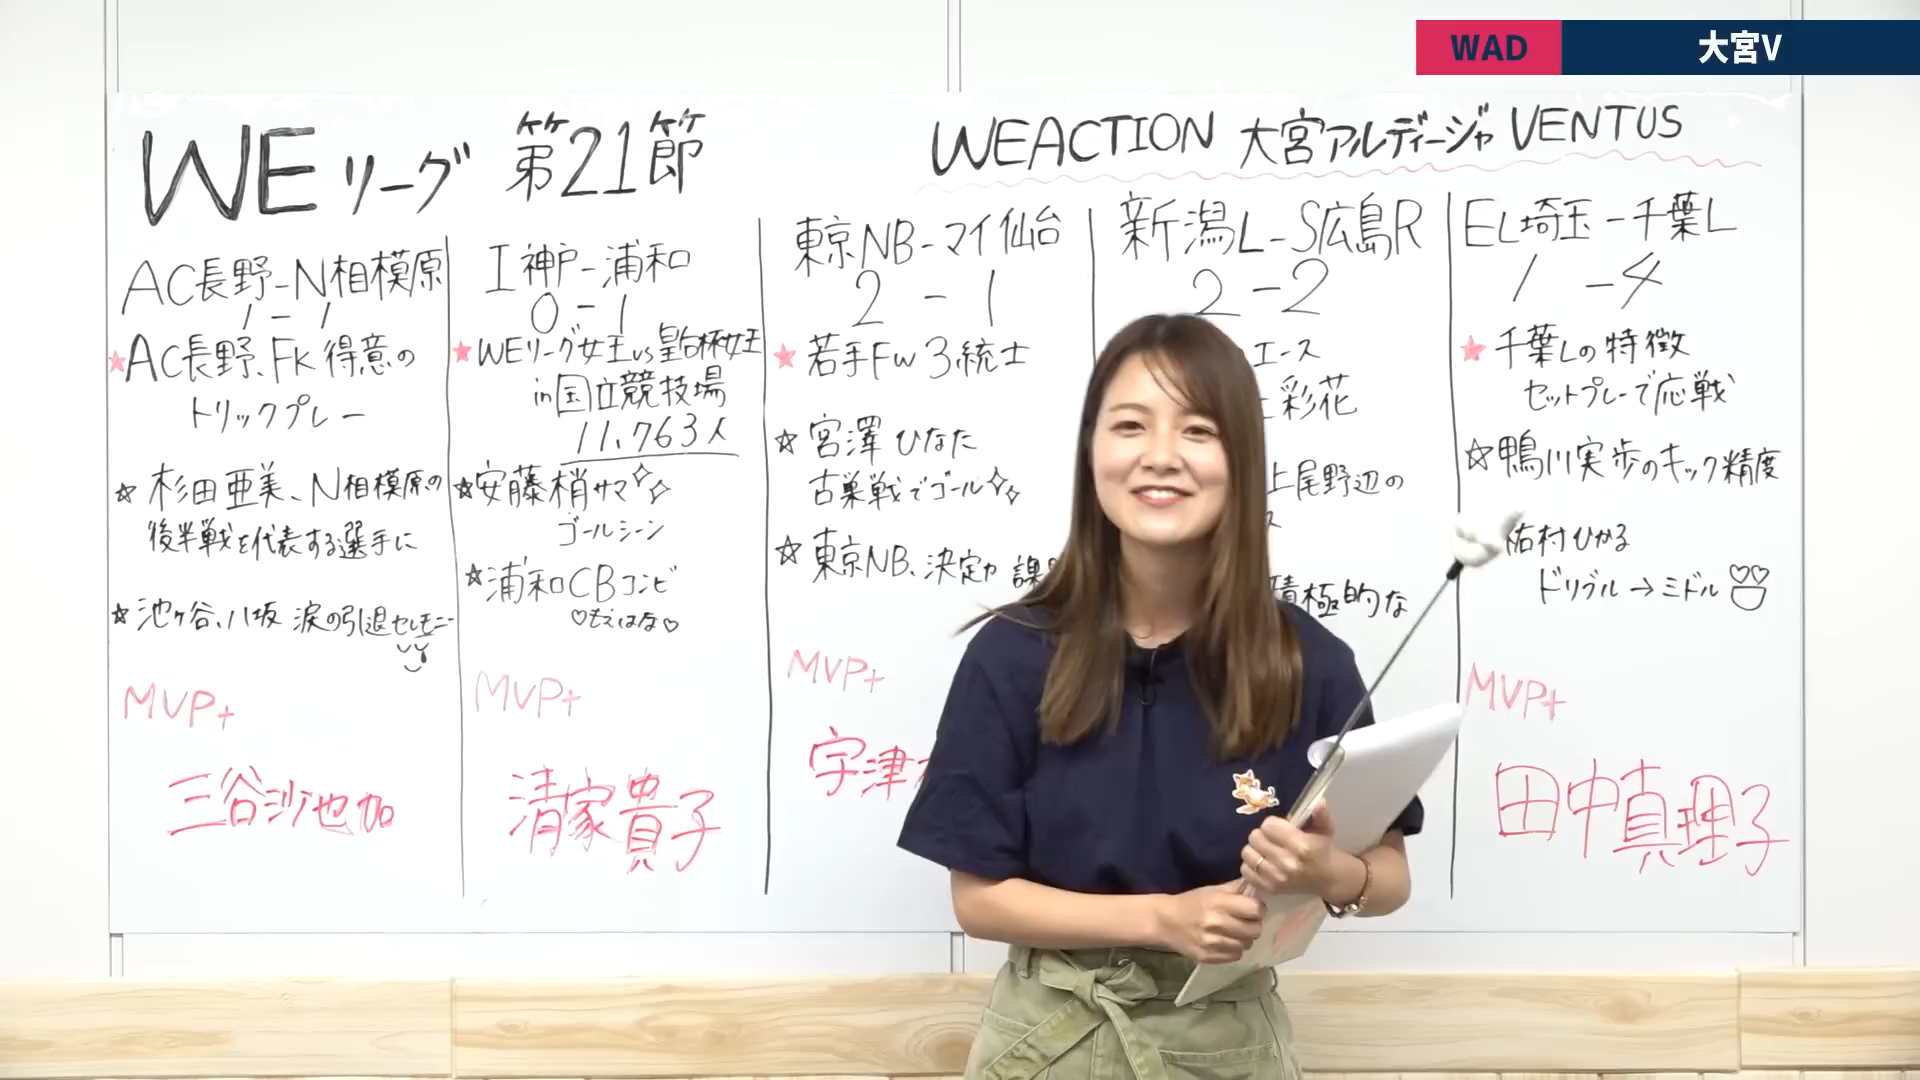 WAD 大宮V
WEリーグ 第21節
WEACTION 大宮アルディージャ VENTUS
AC長野-N相模原
1-1
★AC長野、FK得意の
トリックプレー
☆杉田亜美、N相模原の
後半戦を代表する選手に
☆池ヶ谷、八坂 涙の引退セレモニー
MVP+
三谷沙也加
I神戸-浦和
0-1
★WEリーグ女王vs皇后杯女王
in国立競技場
11,763人
☆安藤梢サマ
ゴールシーン
☆浦和CBコンビ
♡もえはな♡
MVP+
清家貴子
東京NB-マイ仙台
2-1
★若手FW3銃士
☆宮澤ひなた
古巣戦でゴール
☆東京NB、決定力
MVP+
宇津
新潟L-S広島R
2-2
エース
彩花
上尾野辺の
積極的な
EL埼玉-千葉L
1-4
★千葉Lの特徴
セットプレーで応戦
☆鴨川実歩のキック精度
祐村ひかる
ドリブル→ミドル
MVP+
田中真理子